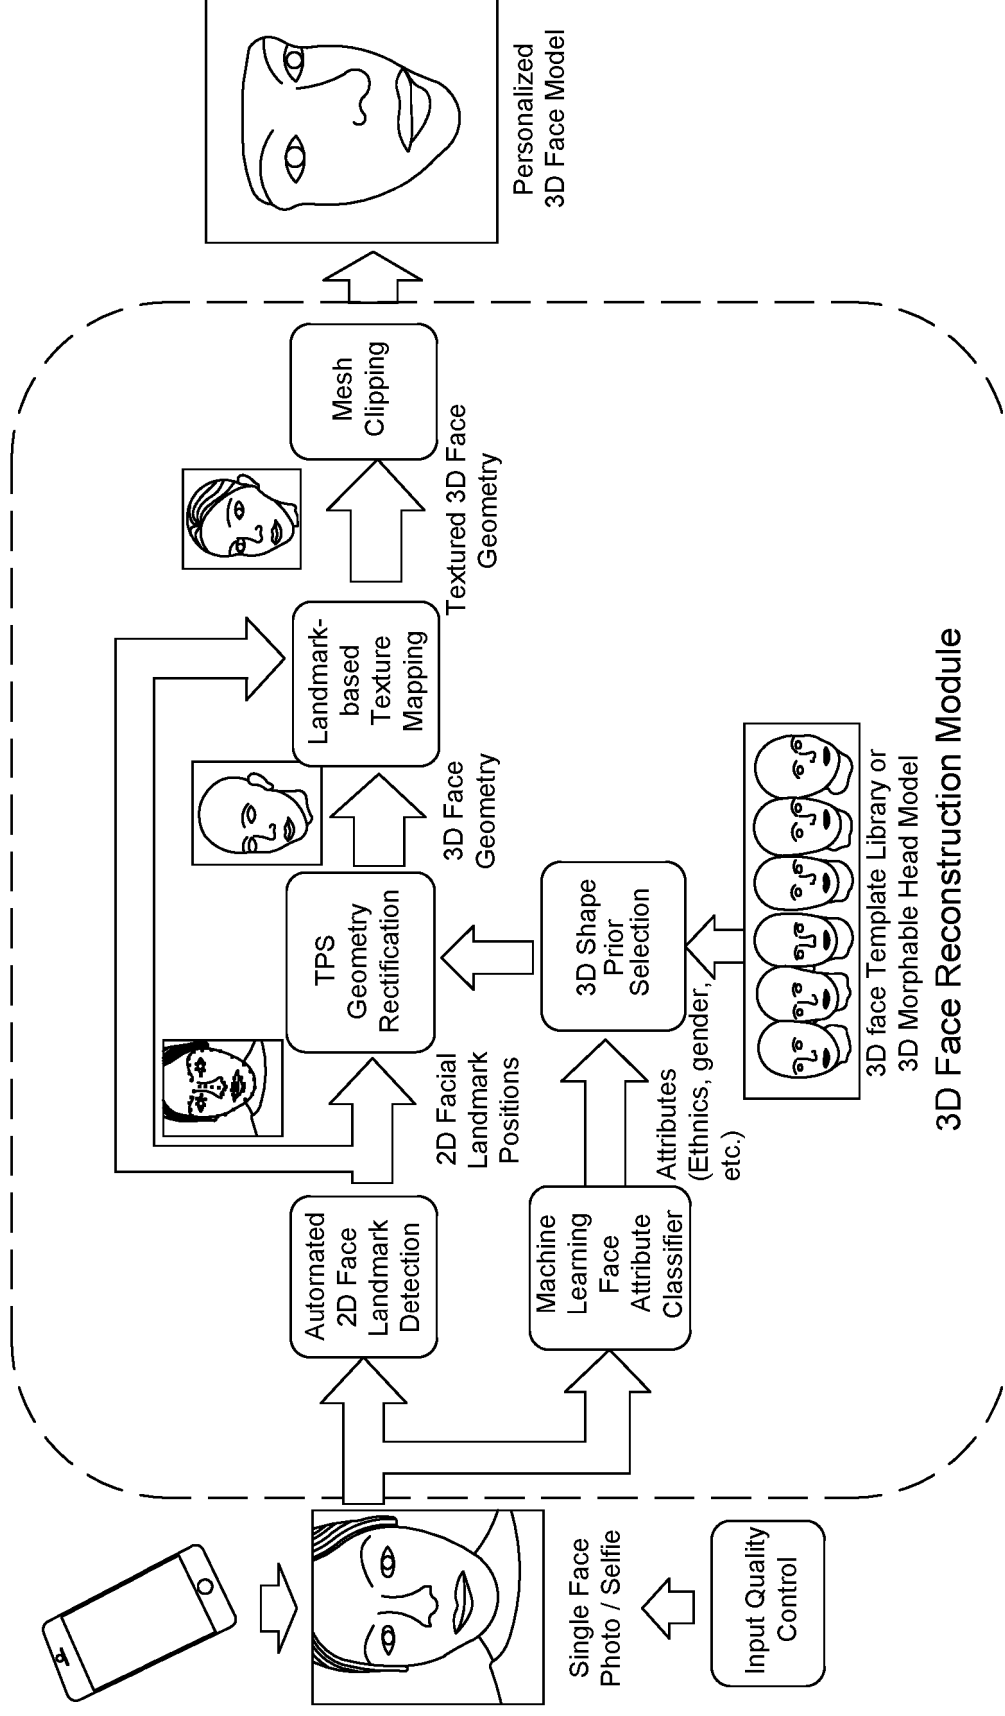 Single Face
Photo / Selfie
Input Quality
Control
Automated
2D Face
Landmark
Detection
2D Facial
Landmark
Positions
TPS
Geometry
Rectification
3D Face
Geometry
Landmark-
based
Texture
Mapping
Textured 3D Face
Geometry
Mesh
Clipping
Personalized
3D Face Model
Machine
Learning
Face
Attribute
Classifier
Attributes
(Ethnics, gender,
etc.)
3D Shape
Prior
Selection
3D face Template Library or
3D Morphable Head Model
3D Face Reconstruction Module